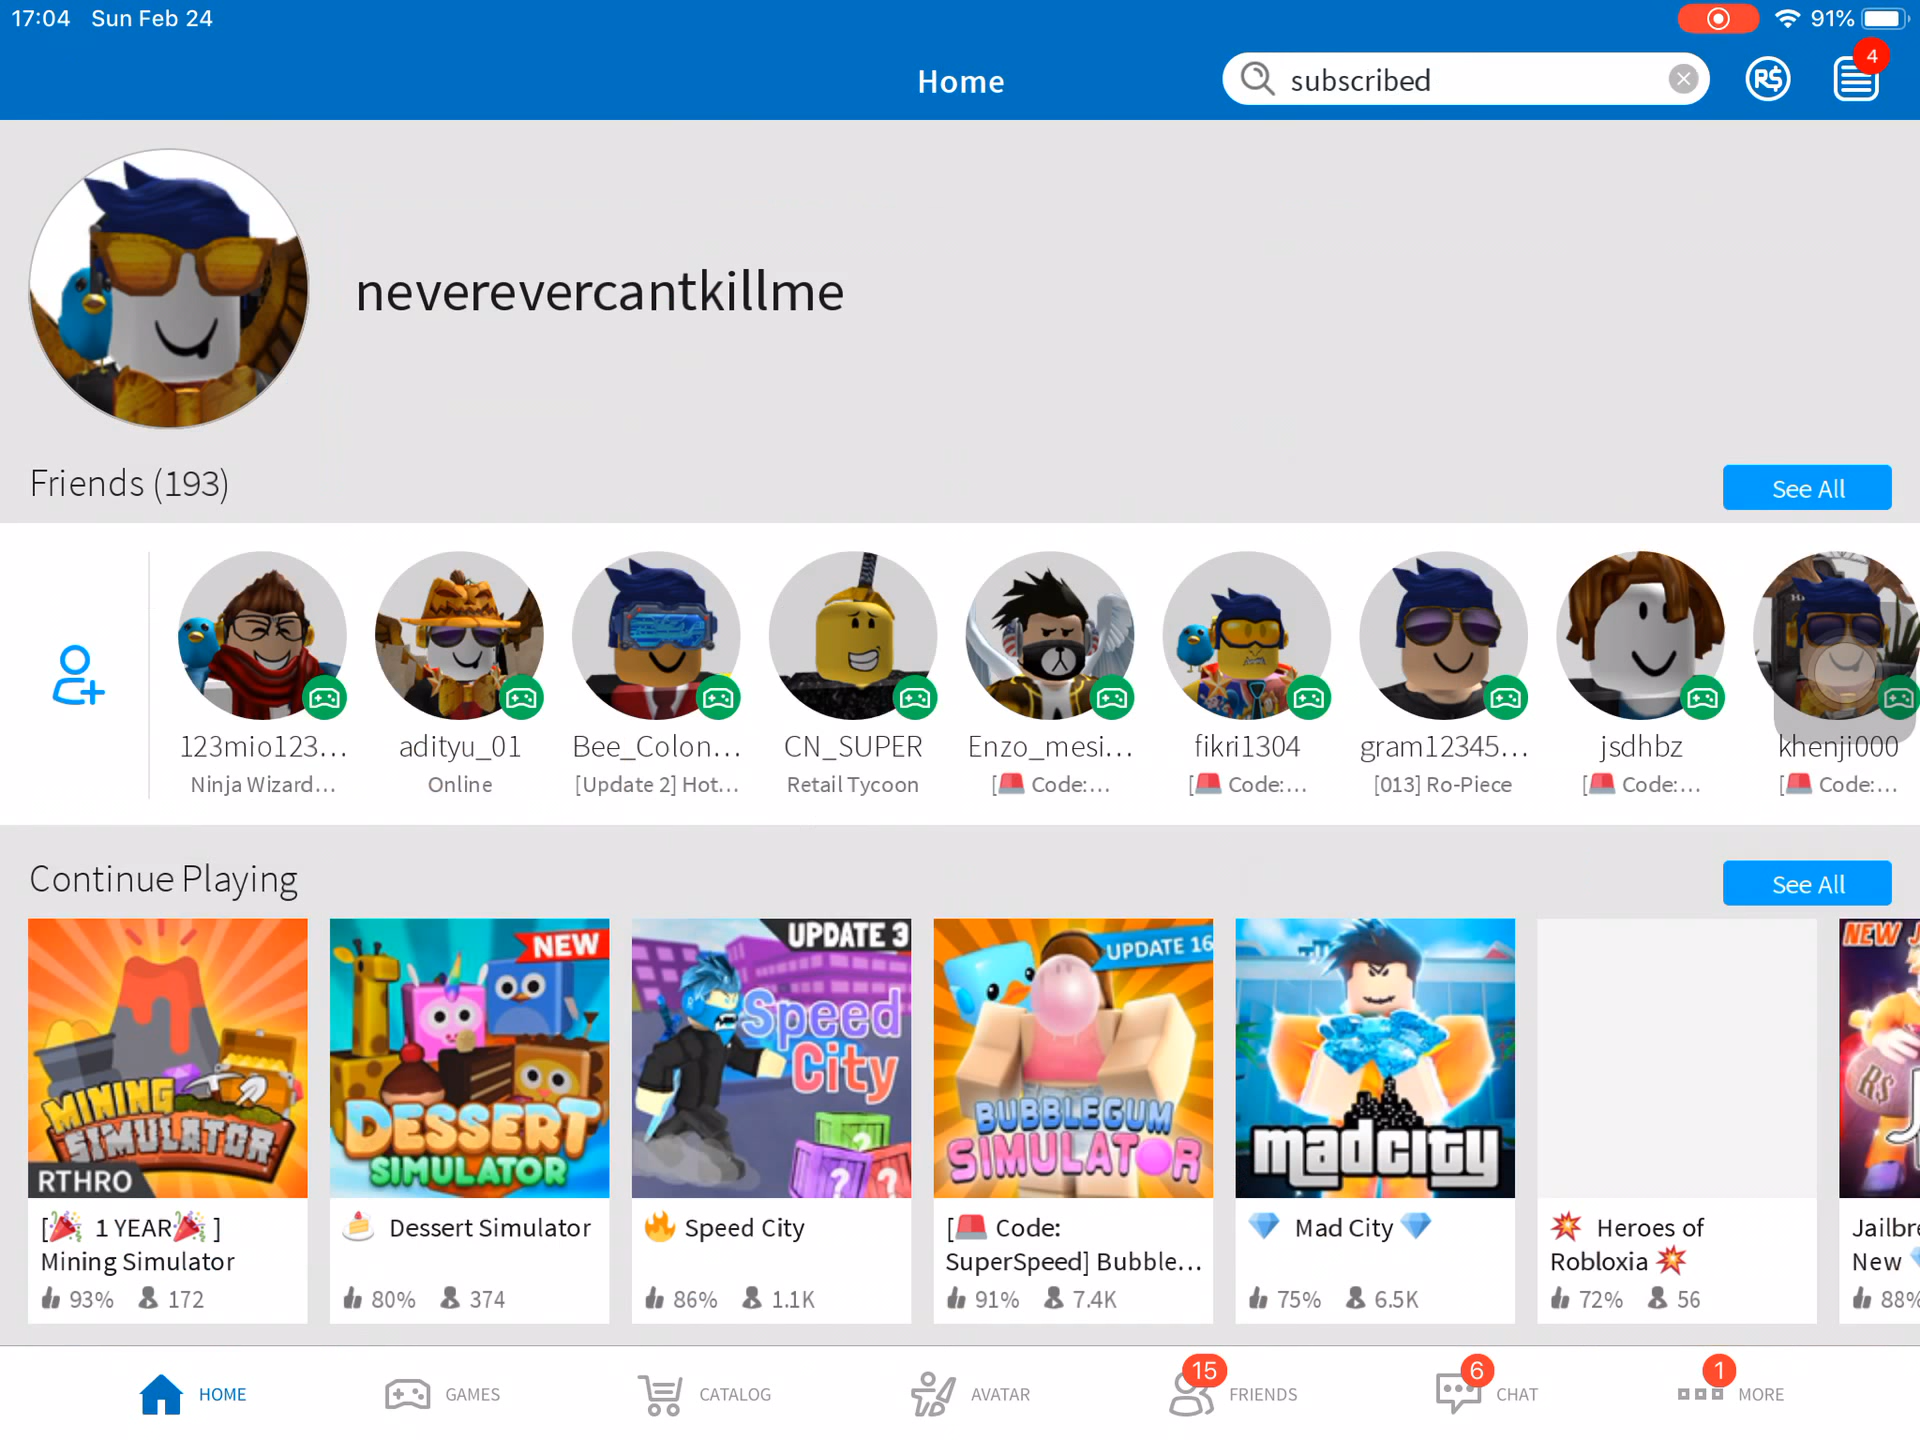 17:04 Sun Feb 24
91%
Home
subscribed
R$
4
neverevercantkillme
Friends (193)
See All
123mio123...
adityu_01
Bee_Colon...
CN_SUPER
Enzo_mesi...
fikri1304
gram12345...
jsdhbz
khenji000
Ninja Wizard...
Online
[Update 2] Hot...
Retail Tycoon
[🚨 Code:...
[🚨 Code:...
[013] Ro-Piece
[🚨 Code:...
[🚨 Code:...
Continue Playing
See All
MINING
SIMULATOR
RTHRO
NEW
DESSERT
SIMULATOR
UPDATE 3
Speed
City
UPDATE 16
BUBBLEGUM
SIMULATOR
madcity
NEW J
R$
[🎉 1 YEAR🎉 ]
Mining Simulator
93% 172
🍰 Dessert Simulator
80% 374
🔥 Speed City
86% 1.1K
[🚨 Code:
SuperSpeed] Bubble...
91% 7.4K
💎 Mad City 💎
75% 6.5K
💥 Heroes of
Robloxia 💥
72% 56
Jailbre
New 💎
88%
HOME
GAMES
CATALOG
AVATAR
15
FRIENDS
6
CHAT
1
MORE